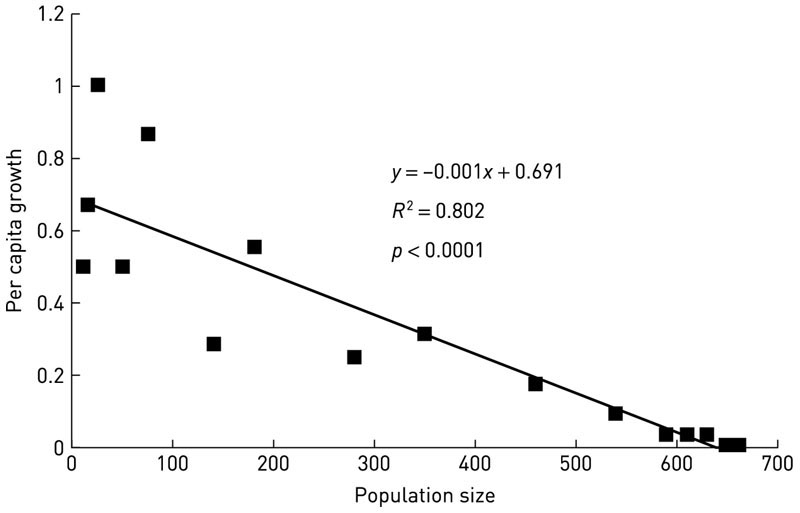 1.2
1
0.8
0.6
0.4
0.2
0
Per capita growth
y = –0.001x + 0.691
R² = 0.802
p < 0.0001
0 100 200 300 400 500 600 700
Population size